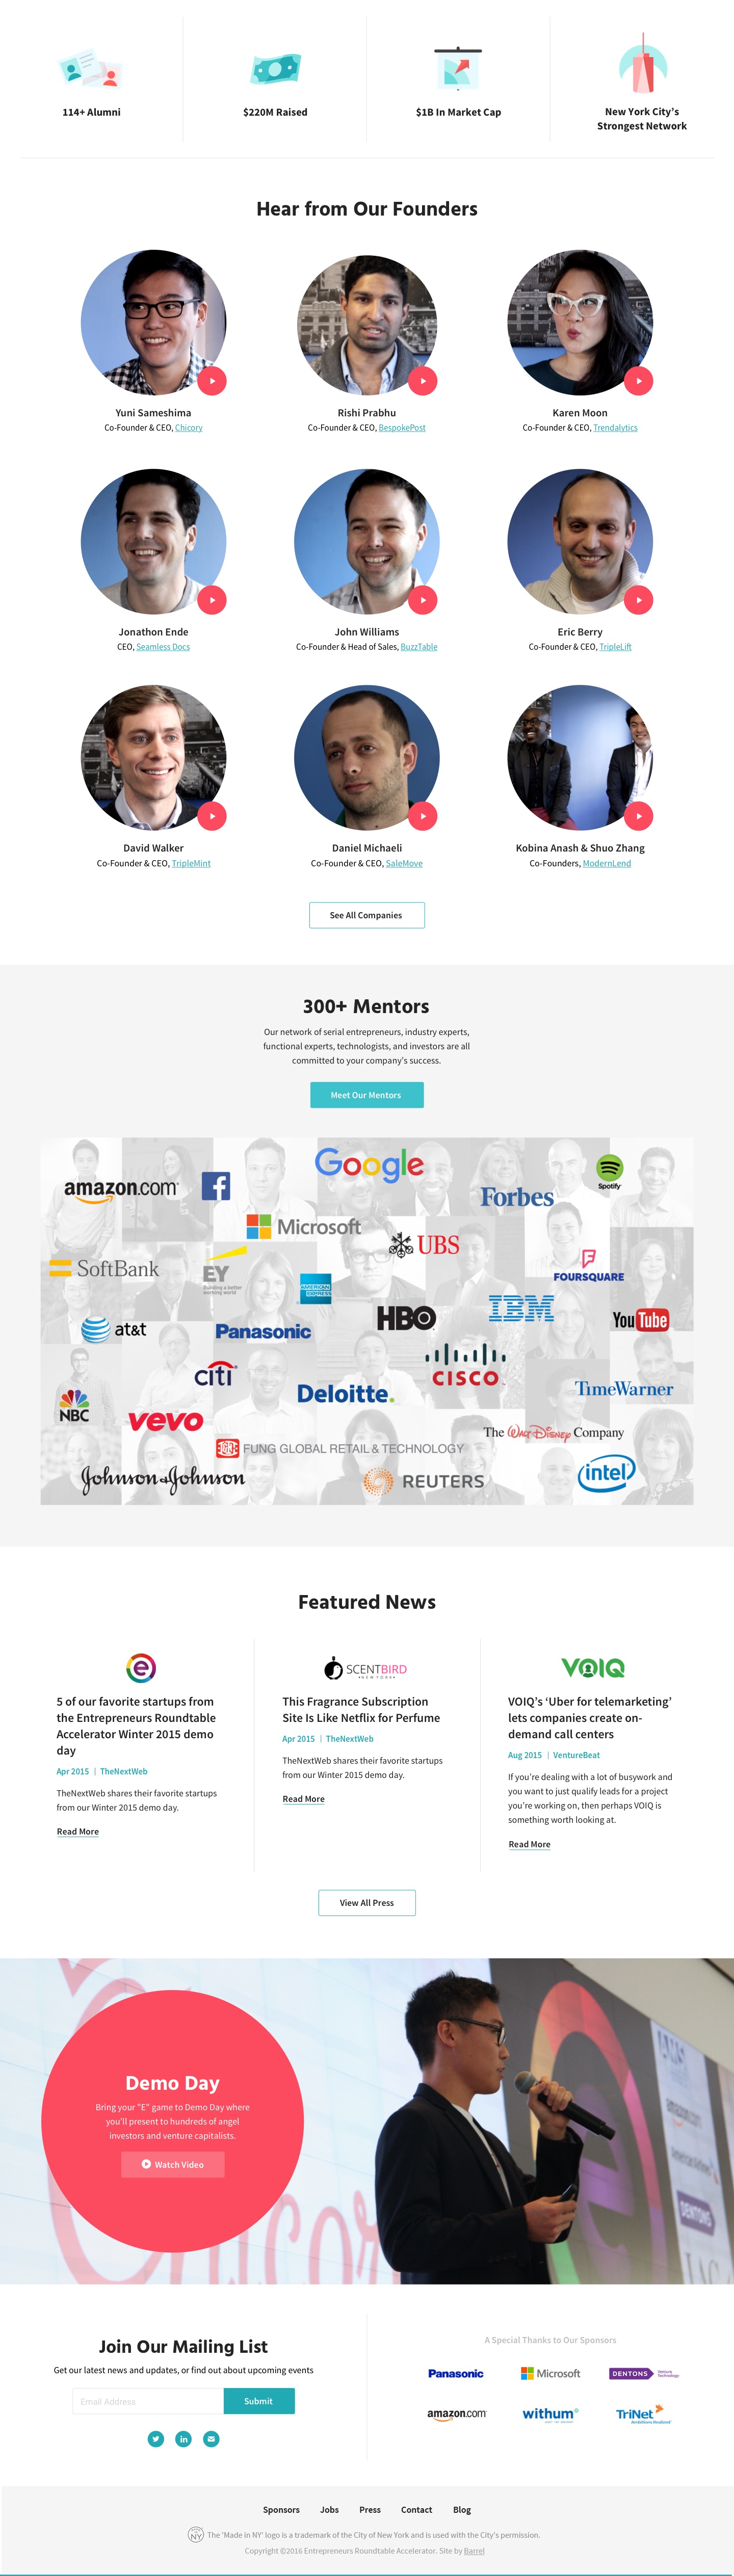 114+ Alumni
$220M Raised
$1B In Market Cap
New York City's
Strongest Network
Hear from Our Founders
Yuni Sameshima
Co-Founder & CEO, Chicory
Rishi Prabhu
Co-Founder & CEO, BespokePost
Karen Moon
Co-Founder & CEO, Trendalytics
Jonathon Ende
CEO, Seamless Docs
John Williams
Co-Founder & Head of Sales, BuzzTable
Eric Berry
Co-Founder & CEO, TripleLift
David Walker
Co-Founder & CEO, TripleMint
Daniel Michaeli
Co-Founder & CEO, SaleMove
Kobina Anash & Shuo Zhang
Co-Founders, ModernLend
See All Companies
300+ Mentors
Our network of serial entrepreneurs, industry experts,
functional experts, technologists, and investors are all
committed to your company's success.
Meet Our Mentors
Google
amazon.com
Forbes
Spotify
Microsoft
UBS
SoftBank
EY
Building a better
working world
FOURSQUARE
AMERICAN
EXPRESS
HBO
IBM
YouTube
at&t
Panasonic
citi
CISCO
Deloitte.
TimeWarner
NBC
vevo
The Walt Disney Company
FUNG GLOBAL RETAIL & TECHNOLOGY
Johnson & Johnson
REUTERS
intel
Featured News
e
5 of our favorite startups from
the Entrepreneurs Roundtable
Accelerator Winter 2015 demo
day
Apr 2015 | TheNextWeb
TheNextWeb shares their favorite startups
from our Winter 2015 demo day.
Read More
SCENTBIRD
NEW YORK
This Fragrance Subscription
Site Is Like Netflix for Perfume
Apr 2015 | TheNextWeb
TheNextWeb shares their favorite startups
from our Winter 2015 demo day.
Read More
VOIQ
VOIQ's ‘Uber for telemarketing’
lets companies create on-
demand call centers
Aug 2015 | VentureBeat
If you're dealing with a lot of busywork and
you want to just qualify leads for a project
you're working on, then perhaps VOIQ is
something worth looking at.
Read More
View All Press
Demo Day
Bring your "E" game to Demo Day where
you'll present to hundreds of angel
investors and venture capitalists.
Watch Video
DENTONS
Join Our Mailing List
Get our latest news and updates, or find out about upcoming events
Email Address
Submit
A Special Thanks to Our Sponsors
Panasonic
Microsoft
DENTONS
Venture
Technology
amazon.com
withum
TriNet
Ambitions Realized
Sponsors Jobs Press Contact Blog
NY The 'Made in NY' logo is a trademark of the City of New York and is used with the City's permission.
Copyright ©2016 Entrepreneurs Roundtable Accelerator. Site by Barrel